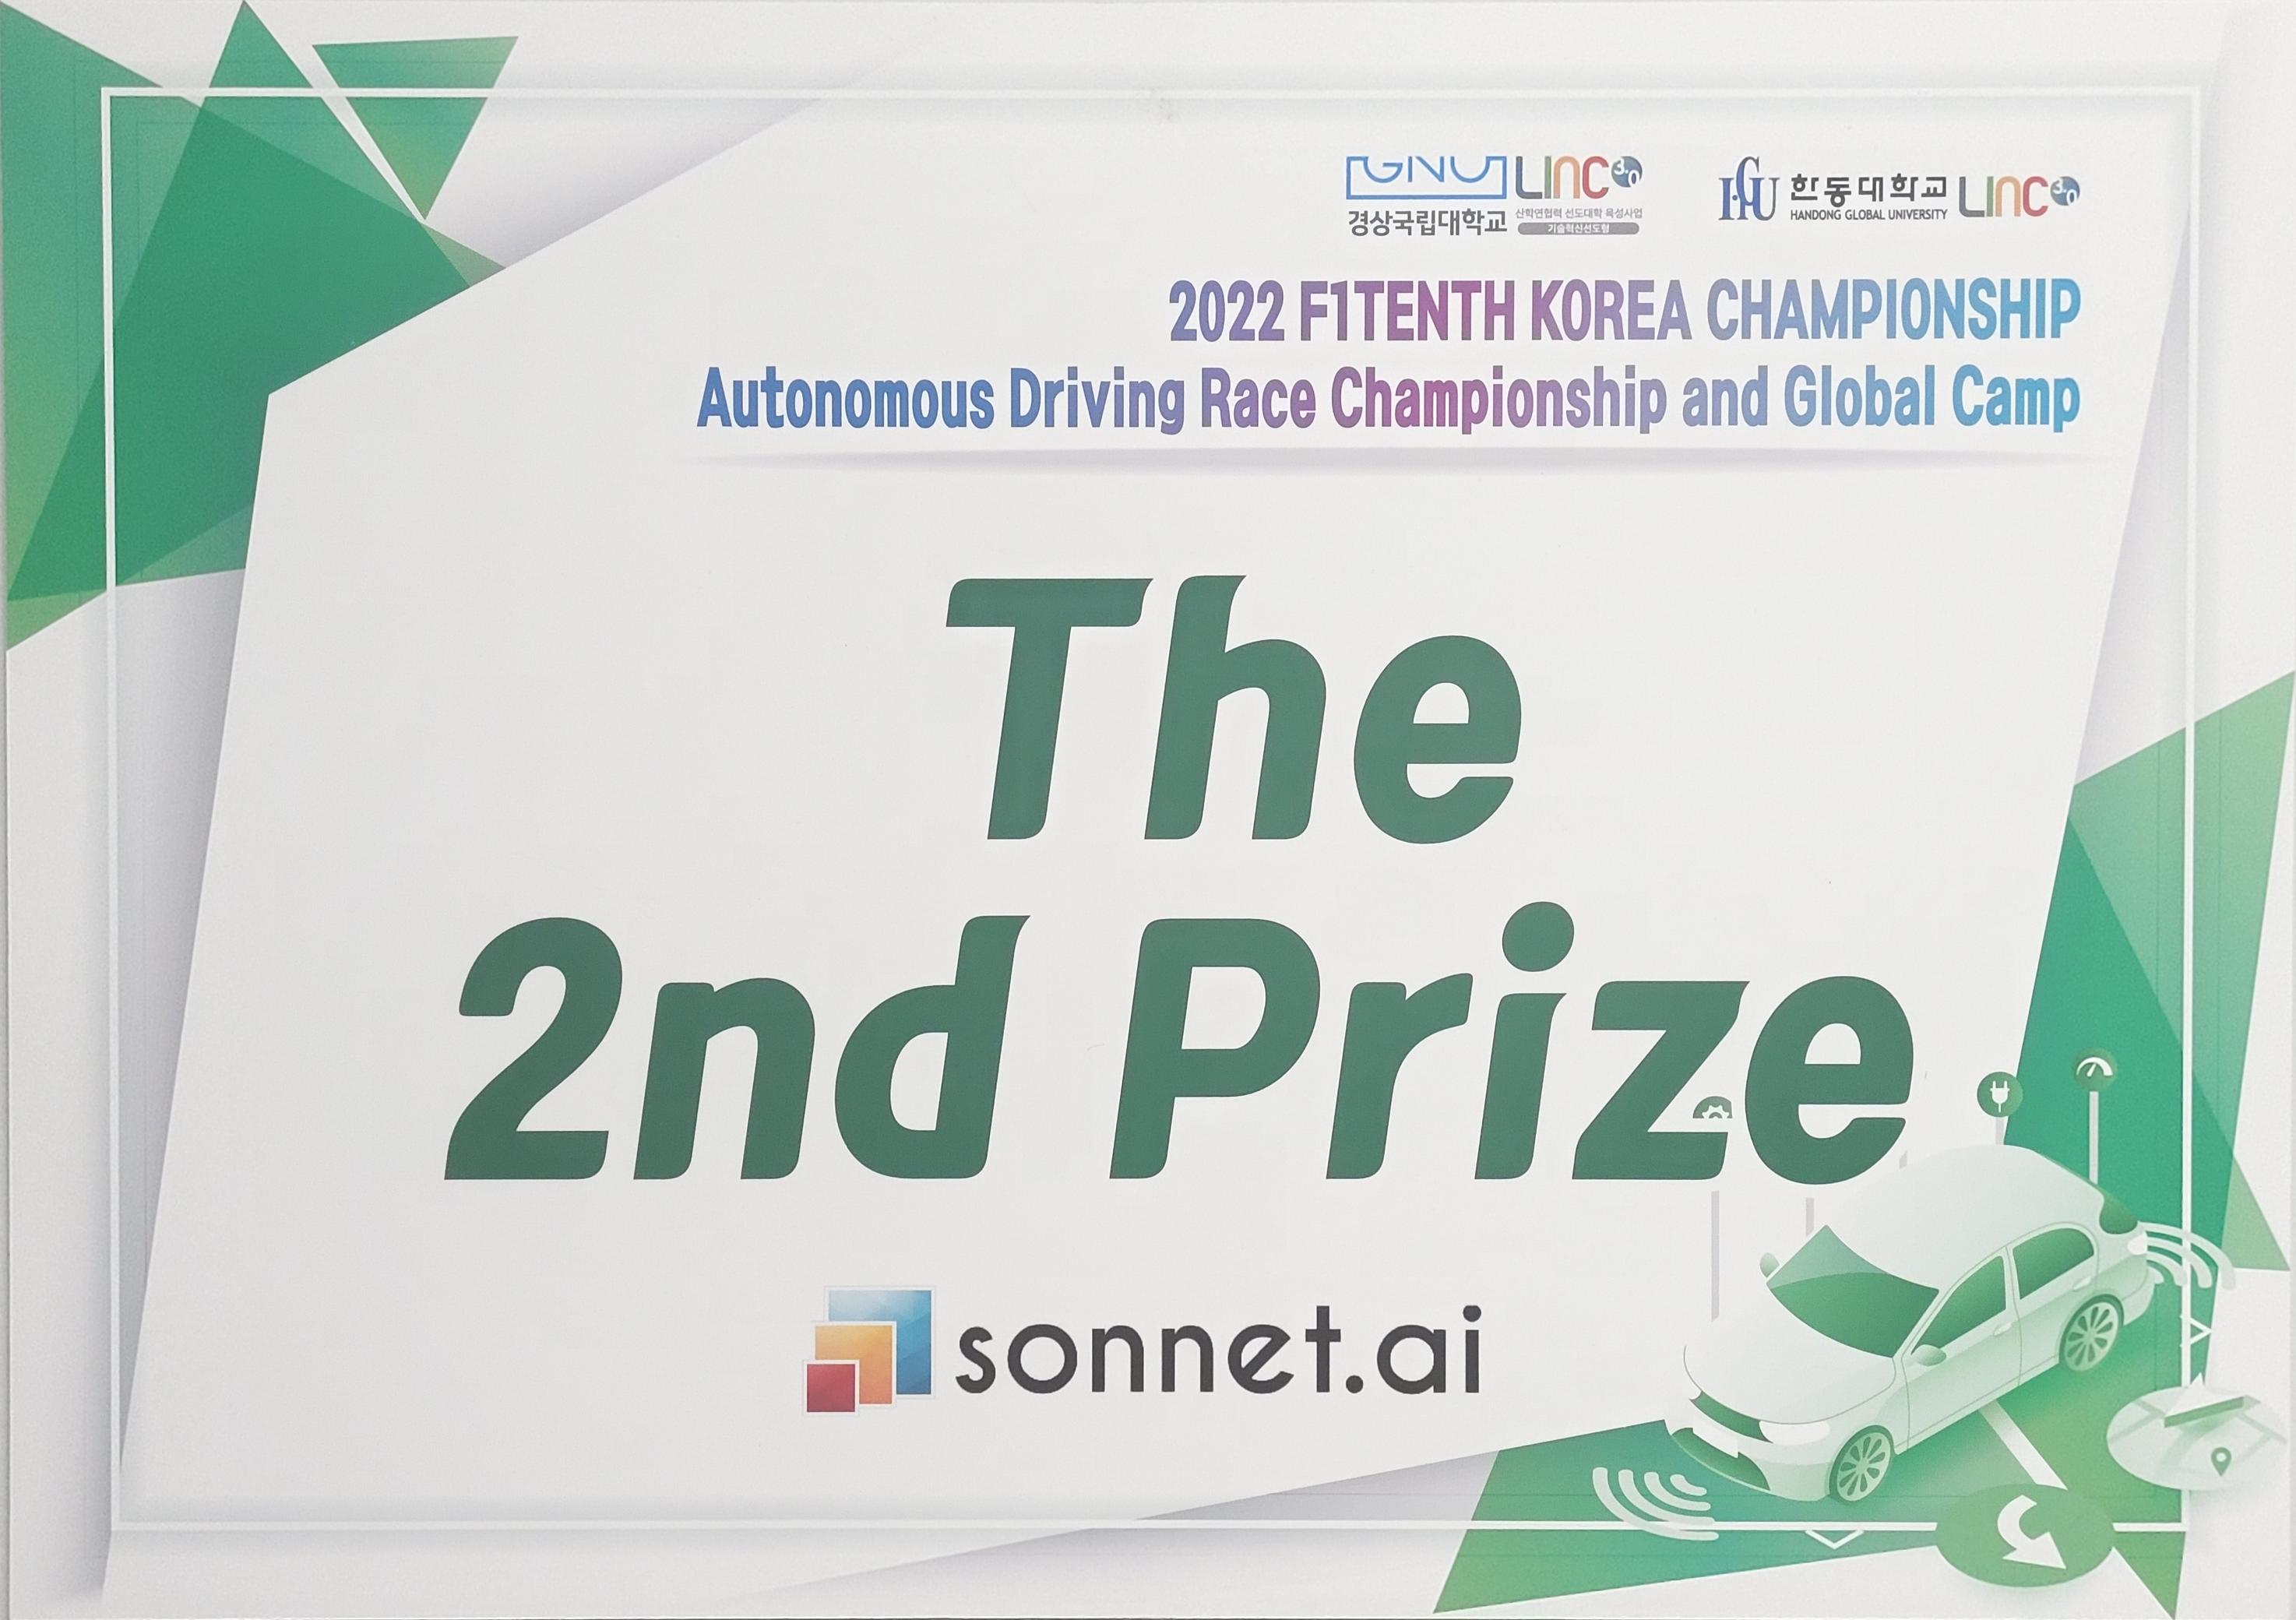 GNU LINC 3.0
경상국립대학교 산학연협력 선도대학 육성사업
기술혁신선도형
HGU 한동대학교 LINC 3.0
HANDONG GLOBAL UNIVERSITY
2022 F1TENTH KOREA CHAMPIONSHIP
Autonomous Driving Race Championship and Global Camp
The
2nd Prize
sonnet.ai